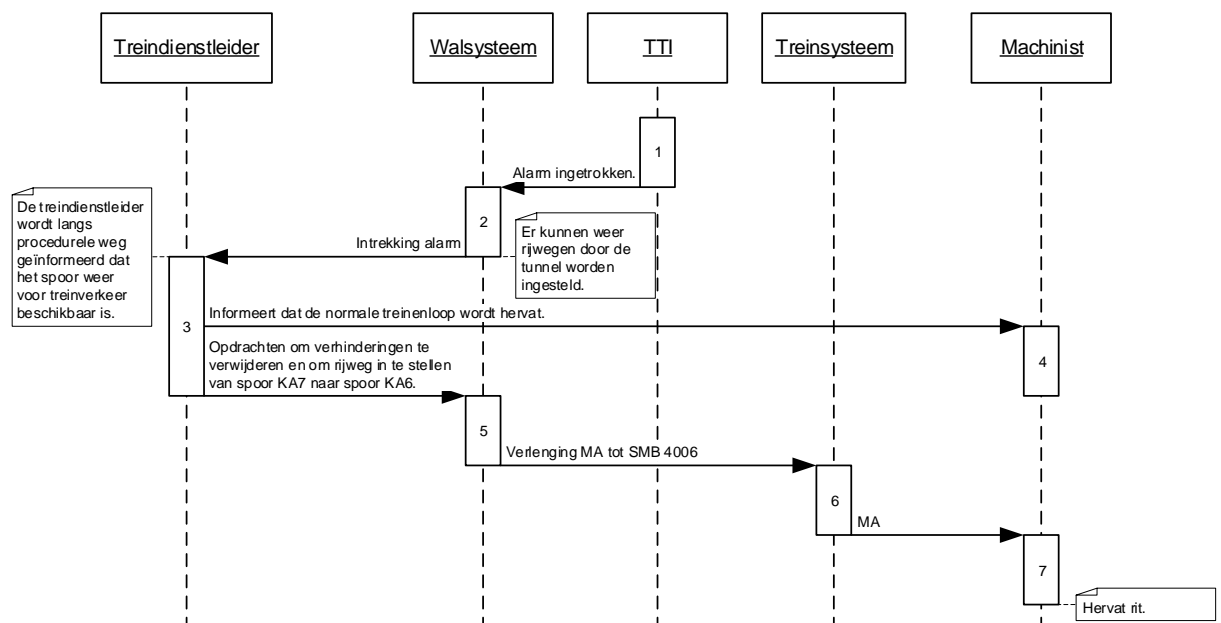 Treindienstleider
Walsysteem
TTI
Treinsysteem
Machinist
1
Alarm ingetrokken.
De treindienstleider
wordt langs
procedurele weg
geïnformeerd dat
het spoor weer
voor treinverkeer
beschikbaar is.
2
Er kunnen weer
rijwegen door de
tunnel worden
ingesteld.
Intrekking alarm
3
Informeert dat de normale treinenloop wordt hervat.
4
Opdrachten om verhinderingen te
verwijderen en om rijweg in te stellen
van spoor KA7 naar spoor KA6.
5
Verlenging MA tot SMB 4006
6
MA
7
Hervat rit.